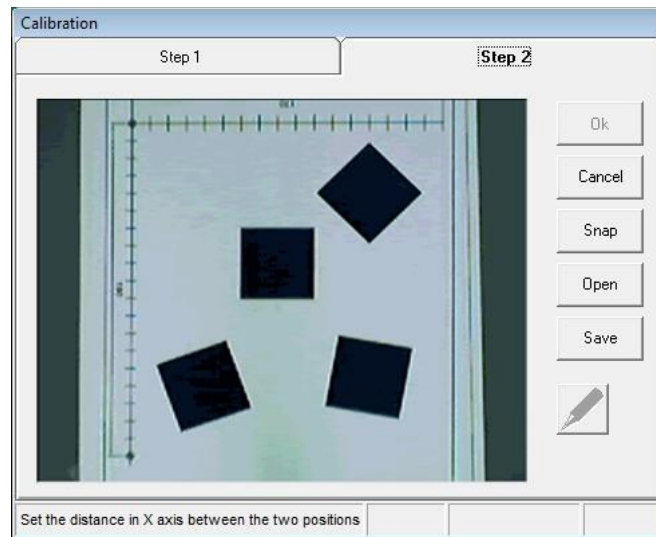 Calibration
Step 1
Step 2
Ok
Cancel
Snap
Open
Save
Set the distance in X axis between the two positions